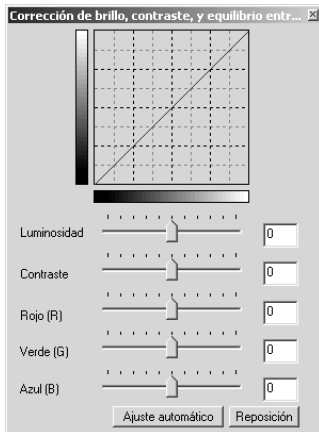 Corrección de brillo, contraste, y equilibrio entr...
Luminosidad 0
Contraste 0
Rojo (R) 0
Verde (G) 0
Azul (B) 0
Ajuste automático Reposición